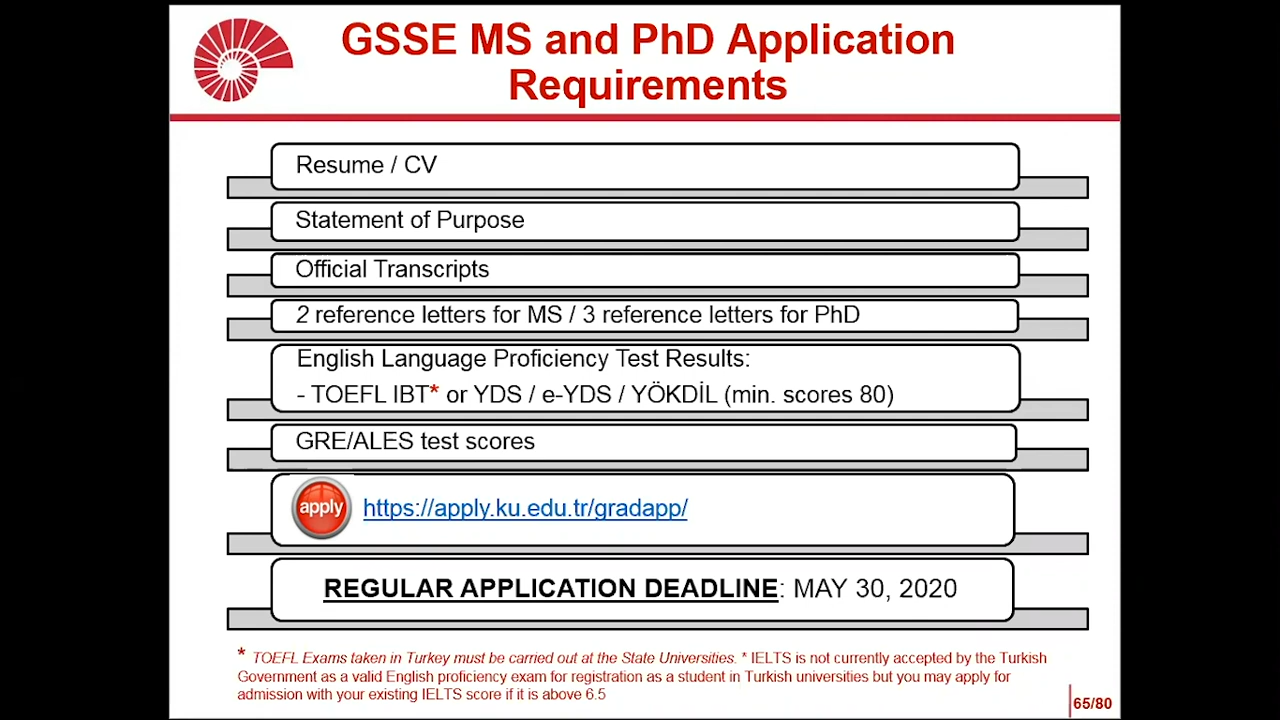 GSSE MS and PhD Application
Requirements
Resume / CV
Statement of Purpose
Official Transcripts
2 reference letters for MS / 3 reference letters for PhD
English Language Proficiency Test Results:
- TOEFL IBT* or YDS / e-YDS / YÖKDİL (min. scores 80)
GRE/ALES test scores
apply https://apply.ku.edu.tr/gradapp/
REGULAR APPLICATION DEADLINE: MAY 30, 2020
* TOEFL Exams taken in Turkey must be carried out at the State Universities. * IELTS is not currently accepted by the Turkish
Government as a valid English proficiency exam for registration as a student in Turkish universities but you may apply for
admission with your existing IELTS score if it is above 6.5
65/80